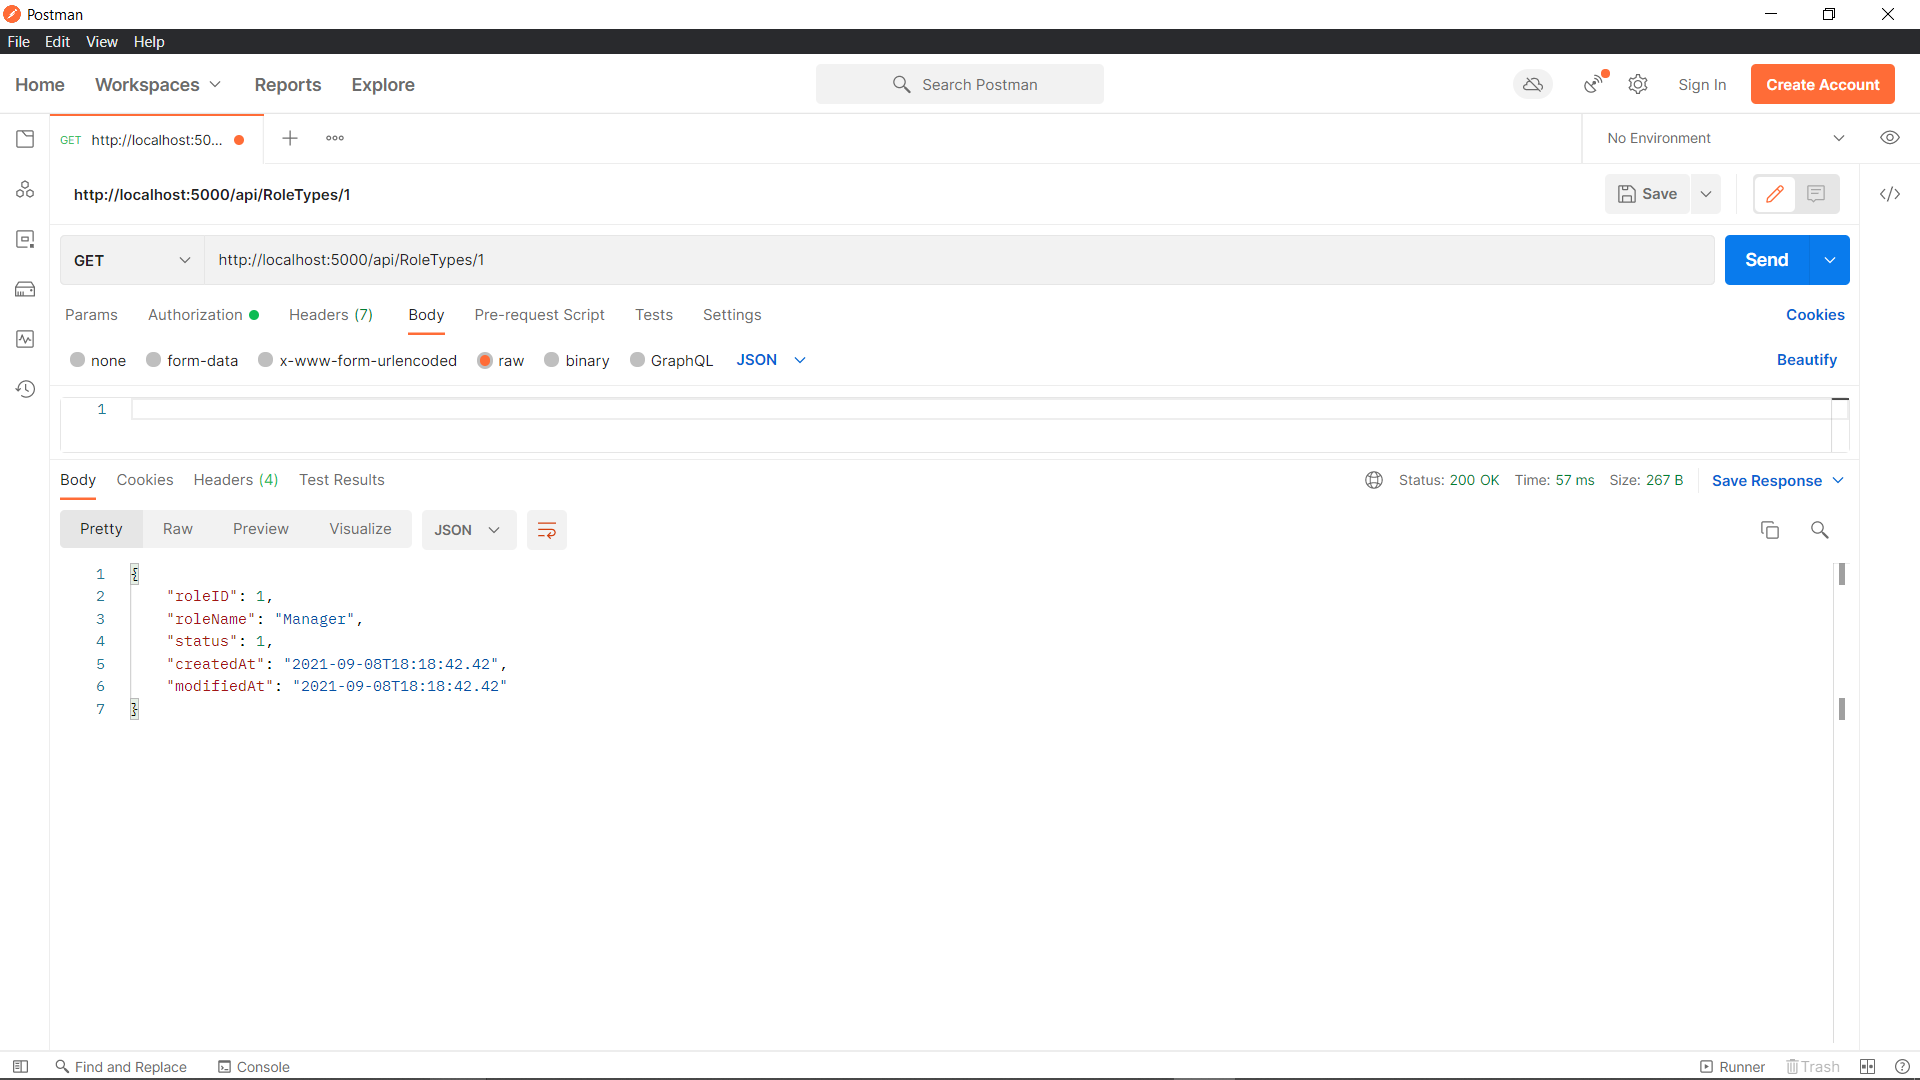 Postman
File Edit View Help
Home Workspaces Reports Explore Search Postman Sign In Create Account
GET http://localhost:50... No Environment
http://localhost:5000/api/RoleTypes/1 Save
GET http://localhost:5000/api/RoleTypes/1 Send
Params Authorization Headers (7) Body Pre-request Script Tests Settings Cookies
none form-data x-www-form-urlencoded raw binary GraphQL JSON Beautify
1
Body Cookies Headers (4) Test Results Status: 200 OK Time: 57 ms Size: 267 B Save Response
Pretty Raw Preview Visualize JSON
1 {
2 "roleID": 1,
3 "roleName": "Manager",
4 "status": 1,
5 "createdAt": "2021-09-08T18:18:42.42",
6 "modifiedAt": "2021-09-08T18:18:42.42"
7 }
Find and Replace Console Runner Trash